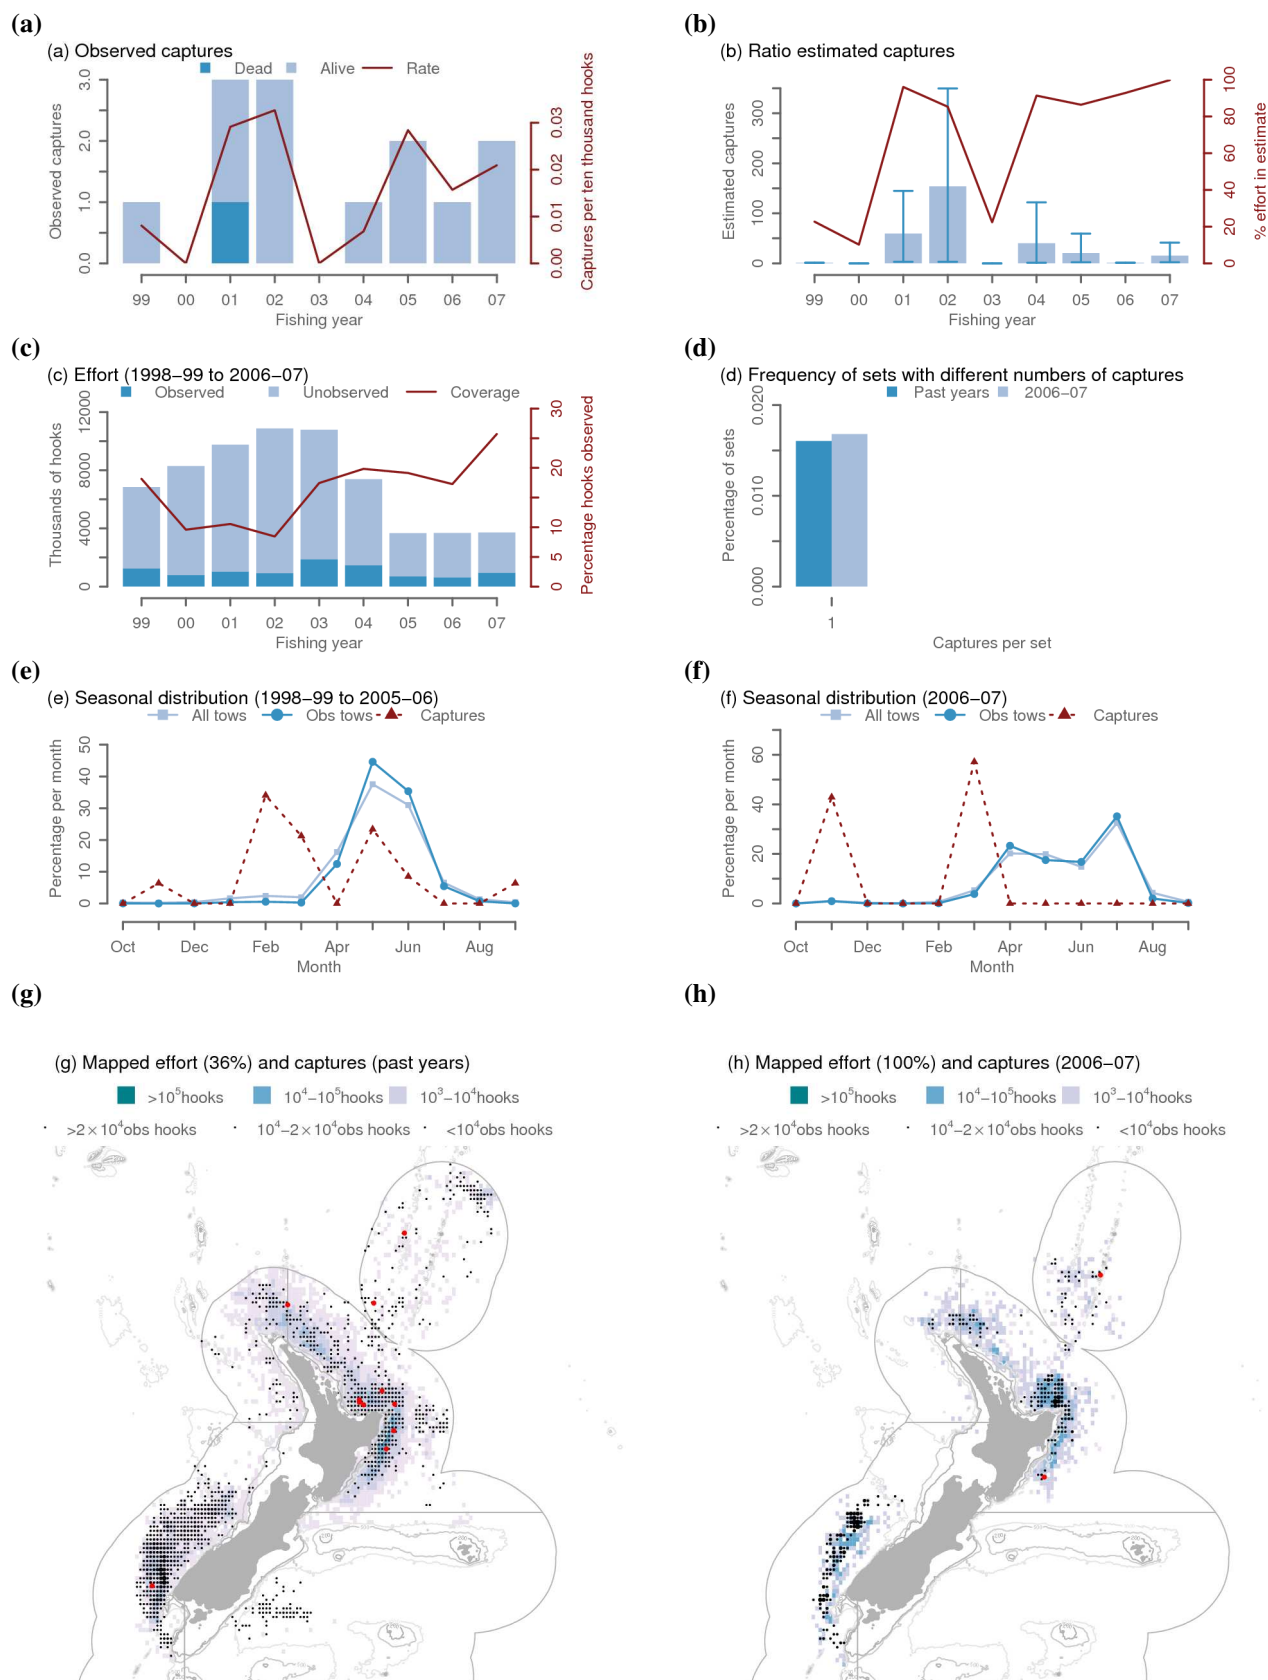 (a)
(a) Observed captures
Dead Alive Rate
Observed captures
0.0 1.0 2.0 3.0
Captures per ten thousand hooks
0.00 0.01 0.02 0.03
99 00 01 02 03 04 05 06 07
Fishing year
(b)
(b) Ratio estimated captures
Estimated captures
0 100 200 300
% effort in estimate
0 20 40 60 80 100
99 00 01 02 03 04 05 06 07
Fishing year
(c)
(c) Effort (1998–99 to 2006–07)
Observed Unobserved Coverage
Thousands of hooks
0 4000 8000 12000
Percentage hooks observed
0 5 10 20 30
99 00 01 02 03 04 05 06 07
Fishing year
(d)
(d) Frequency of sets with different numbers of captures
Past years 2006–07
Percentage of sets
0.000 0.010 0.020
1
Captures per set
(e)
(e) Seasonal distribution (1998–99 to 2005–06)
All tows Obs tows Captures
Percentage per month
0 10 20 30 40 50
Oct Dec Feb Apr Jun Aug
Month
(f)
(f) Seasonal distribution (2006–07)
All tows Obs tows Captures
Percentage per month
0 20 40 60
Oct Dec Feb Apr Jun Aug
Month
(g)
(g) Mapped effort (36%) and captures (past years)
>10⁵hooks 10⁴–10⁵hooks 10³–10⁴hooks
>2×10⁴obs hooks 10⁴–2×10⁴obs hooks <10⁴obs hooks
(h)
(h) Mapped effort (100%) and captures (2006–07)
>10⁵hooks 10⁴–10⁵hooks 10³–10⁴hooks
>2×10⁴obs hooks 10⁴–2×10⁴obs hooks <10⁴obs hooks